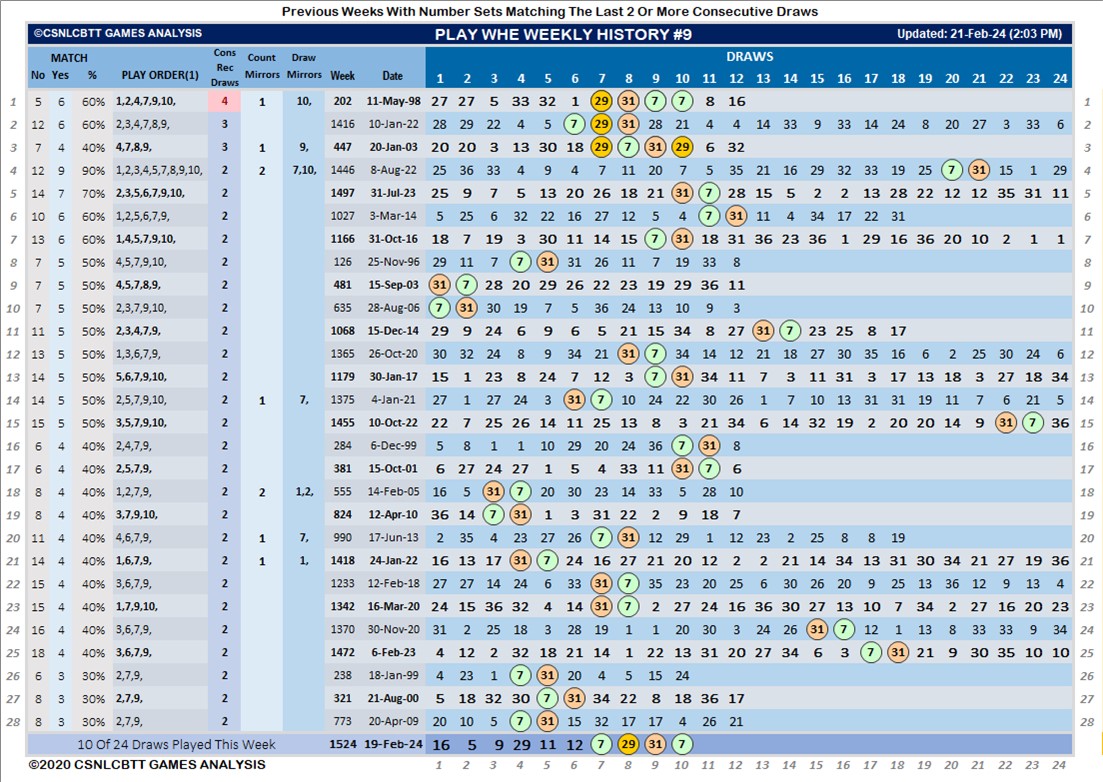 Previous Weeks With Number Sets Matching The Last 2 Or More Consecutive Draws
©CSNLCBTT GAMES ANALYSIS PLAY WHE WEEKLY HISTORY #9 Updated: 21-Feb-24 (2:03 PM)
MATCH Cons Rec Draws Count Mirrors Draw Mirrors DRAWS
No Yes % PLAY ORDER(1) Week Date 1 2 3 4 5 6 7 8 9 10 11 12 13 14 15 16 17 18 19 20 21 22 23 24
1 5 6 60% 1,2,4,7,9,10, 4 1 10, 202 11-May-98 27 27 5 33 32 1 29 31 7 7 8 16 1
2 12 6 60% 2,3,4,7,8,9, 3 1416 10-Jan-22 28 29 22 4 5 7 29 31 28 21 4 4 14 33 9 33 14 24 8 20 27 3 33 6 2
3 7 4 40% 4,7,8,9, 3 1 9, 447 20-Jan-03 20 20 3 13 30 18 29 7 31 29 6 32 3
4 12 9 90% 1,2,3,4,5,7,8,9,10, 2 2 7,10, 1446 8-Aug-22 25 36 33 4 9 4 7 11 20 7 5 35 21 16 29 32 33 19 25 7 31 15 1 29 4
5 14 7 70% 2,3,5,6,7,9,10, 2 1497 31-Jul-23 25 9 7 5 13 20 26 18 21 31 7 28 15 5 2 2 13 28 22 12 12 35 31 11 5
6 10 6 60% 1,2,5,6,7,9, 2 1027 3-Mar-14 5 25 6 32 22 16 27 12 5 4 7 31 11 4 34 17 22 31 6
7 13 6 60% 1,4,5,7,9,10, 2 1166 31-Oct-16 18 7 19 3 30 11 14 15 7 31 18 31 36 23 36 1 29 16 36 20 10 2 1 1 7
8 7 5 50% 4,5,7,9,10, 2 126 25-Nov-96 29 11 7 7 31 31 26 11 7 19 33 8 8
9 7 5 50% 4,5,7,8,9, 2 481 15-Sep-03 31 7 28 20 29 26 22 23 19 29 36 11 9
10 7 5 50% 2,3,7,9,10, 2 635 28-Aug-06 7 31 30 19 7 5 36 24 13 10 9 3 10
11 11 5 50% 2,3,4,7,9, 2 1068 15-Dec-14 29 9 24 6 9 6 5 21 15 34 8 27 31 7 23 25 8 17 11
12 13 5 50% 1,3,6,7,9, 2 1365 26-Oct-20 30 32 24 8 9 34 21 31 7 34 14 12 21 18 27 30 35 16 6 2 25 30 24 6 12
13 14 5 50% 5,6,7,9,10, 2 1179 30-Jan-17 15 1 23 8 24 7 12 3 7 31 34 11 7 3 11 31 3 17 13 18 3 27 18 34 13
14 14 5 50% 2,5,7,9,10, 2 1 7, 1375 4-Jan-21 27 1 27 24 3 31 7 10 24 22 30 26 1 7 10 13 31 31 19 11 7 6 21 5 14
15 15 5 50% 3,5,7,9,10, 2 1455 10-Oct-22 22 7 25 26 14 11 25 13 8 3 21 34 6 14 32 19 2 20 20 14 9 31 7 36 15
16 6 4 40% 2,4,7,9, 2 284 6-Dec-99 5 8 1 1 10 29 20 24 36 7 31 8 16
17 6 4 40% 2,5,7,9, 2 381 15-Oct-01 6 27 24 27 1 5 4 33 11 31 7 6 17
18 8 4 40% 1,2,7,9, 2 2 1,2, 555 14-Feb-05 16 5 31 7 20 30 23 14 33 5 28 10 18
19 8 4 40% 3,7,9,10, 2 824 12-Apr-10 36 14 7 31 1 3 31 22 2 9 18 7 19
20 11 4 40% 4,6,7,9, 2 1 7, 990 17-Jun-13 2 35 4 23 27 26 7 31 12 29 1 12 23 2 25 8 8 19 20
21 14 4 40% 1,6,7,9, 2 1 1, 1418 24-Jan-22 16 13 17 31 7 24 16 27 21 20 12 2 2 21 14 34 13 31 30 34 21 27 19 36 21
22 15 4 40% 3,6,7,9, 2 1233 12-Feb-18 27 27 14 24 6 33 31 7 35 23 20 25 6 30 26 20 9 25 13 36 12 9 13 4 22
23 15 4 40% 1,7,9,10, 2 1342 16-Mar-20 24 15 36 32 4 14 31 7 2 27 24 16 36 30 27 13 10 7 34 2 27 16 20 23 23
24 16 4 40% 3,6,7,9, 2 1370 30-Nov-20 31 2 25 18 3 28 19 1 1 20 30 3 24 26 31 7 12 1 13 8 33 33 9 34 24
25 18 4 40% 3,6,7,9, 2 1472 6-Feb-23 4 12 2 32 18 21 14 1 22 13 31 20 27 34 6 3 7 31 21 9 30 35 10 10 25
26 6 3 30% 2,7,9, 2 238 18-Jan-99 4 23 1 7 31 20 4 5 15 24 26
27 8 3 30% 2,7,9, 2 321 21-Aug-00 5 18 32 30 7 31 34 22 8 18 36 17 27
28 8 3 30% 2,7,9, 2 773 20-Apr-09 20 10 5 7 31 15 32 17 17 4 26 21 28
10 Of 24 Draws Played This Week 1524 19-Feb-24 16 5 9 29 11 12 7 29 31 7
©2020 CSNLCBTT GAMES ANALYSIS 1 2 3 4 5 6 7 8 9 10 11 12 13 14 15 16 17 18 19 20 21 22 23 24